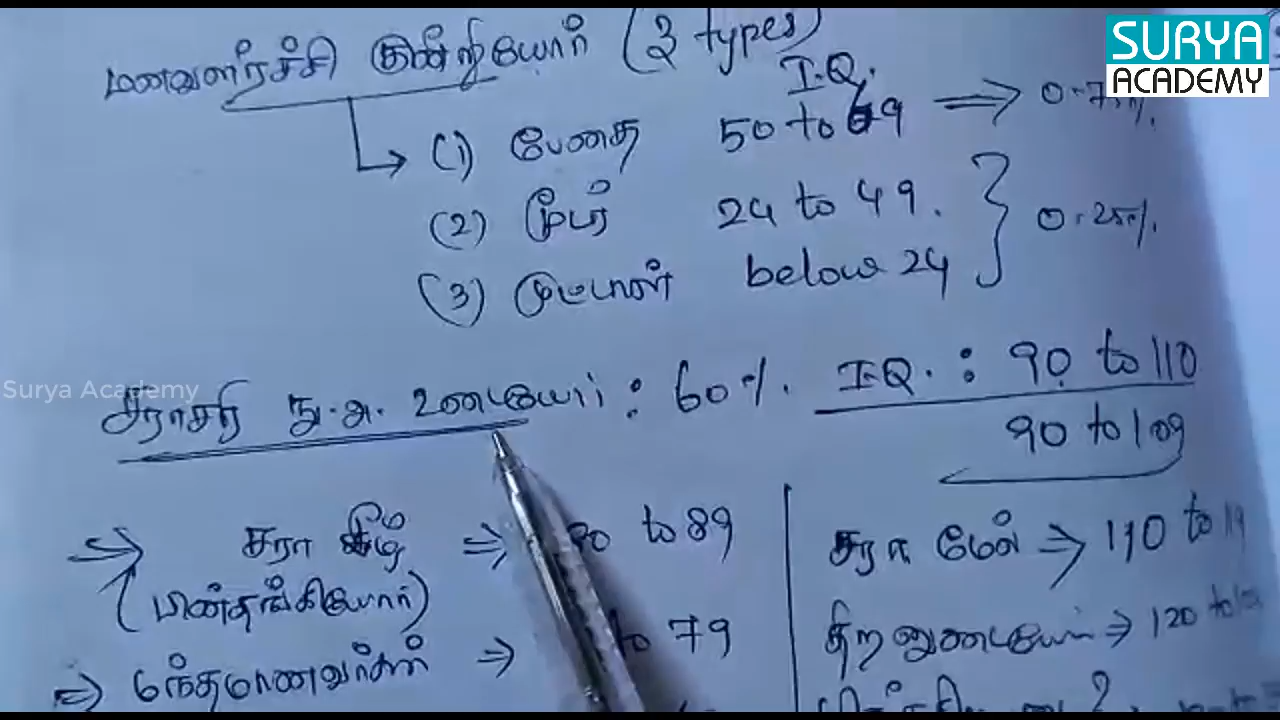 SURYA
ACADEMY
மனவளர்ச்சி குன்றியோர் (3 types)
I.Q.
(1) பேதை 50 to 69 ⇒ 0.75%.
(2) மூடர் 24 to 49.
(3) முட்டாள் below 24 } 0.25%.
Surya Academy
சராசரி நு.அ. உடையோர் : 60%. I.Q. : 90 to 110
90 to 109
⇒ சரா கீழ் ⇒ to 89
(பின்தங்கியோர்)
⇒ மந்தமானவர்கள் ⇒ to 79
சரா மேல் ⇒ 110 to
திறனுடையோர் ⇒ 120 to